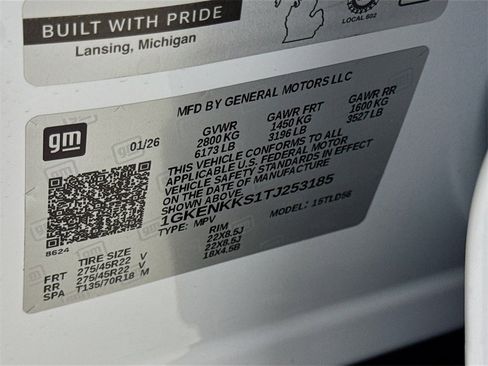 BUILT WITH PRIDE
Lansing, Michigan
LOCAL 602
gm
MFD BY GENERAL MOTORS LLC
01/26
GVWR GAWR FRT GAWR RR
2800 KG 1450 KG 1600 KG
6173 LB 3196 LB 3527 LB
THIS VEHICLE CONFORMS TO ALL
APPLICABLE U.S. FEDERAL MOTOR
VEHICLE SAFETY STANDARDS IN EFFECT
ON THE DATE OF MANUFACTURE
SHOWN ABOVE.
1GKENKKS1TJ253185
TYPE: MPV MODEL: 1STLD56
8624
TIRE SIZE RIM
FRT 275/45R22 V 22X8.5J
RR 275/45R22 V 22X8.5J
SPA T135/70R18 M 18X4.5B